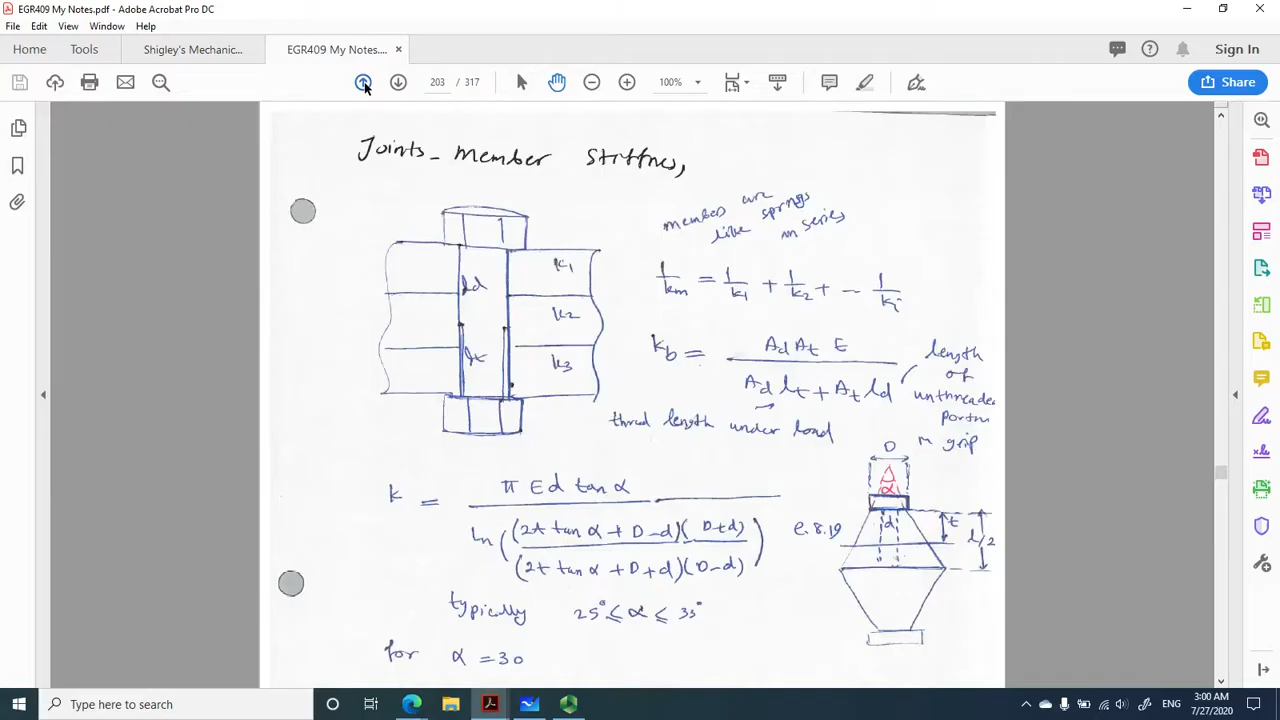 EGR409 My Notes.pdf - Adobe Acrobat Pro DC
File Edit View Window Help
Home Tools Shigley's Mechanic... EGR409 My Notes.... × Sign In
203 / 317 100% Share
Joints - member stiffnes,
members are
like springs
in series
1/km = 1/k1 + 1/k2 + --- 1/ki
k1
ld
k2
lt
k3
kb = Ad At E / Ad lt + At ld
length
of
unthreaded
portin
in grip
thred length under load
k = π E d tan α / Ln ((2t tan α + D - d)(D + d) / (2t tan α + D + d)(D - d))
e.8.19
D
α
d
t
l/2
typically 25° ≤ α ≤ 33°
for α = 30
Type here to search
ENG
3:00 AM
7/27/2020